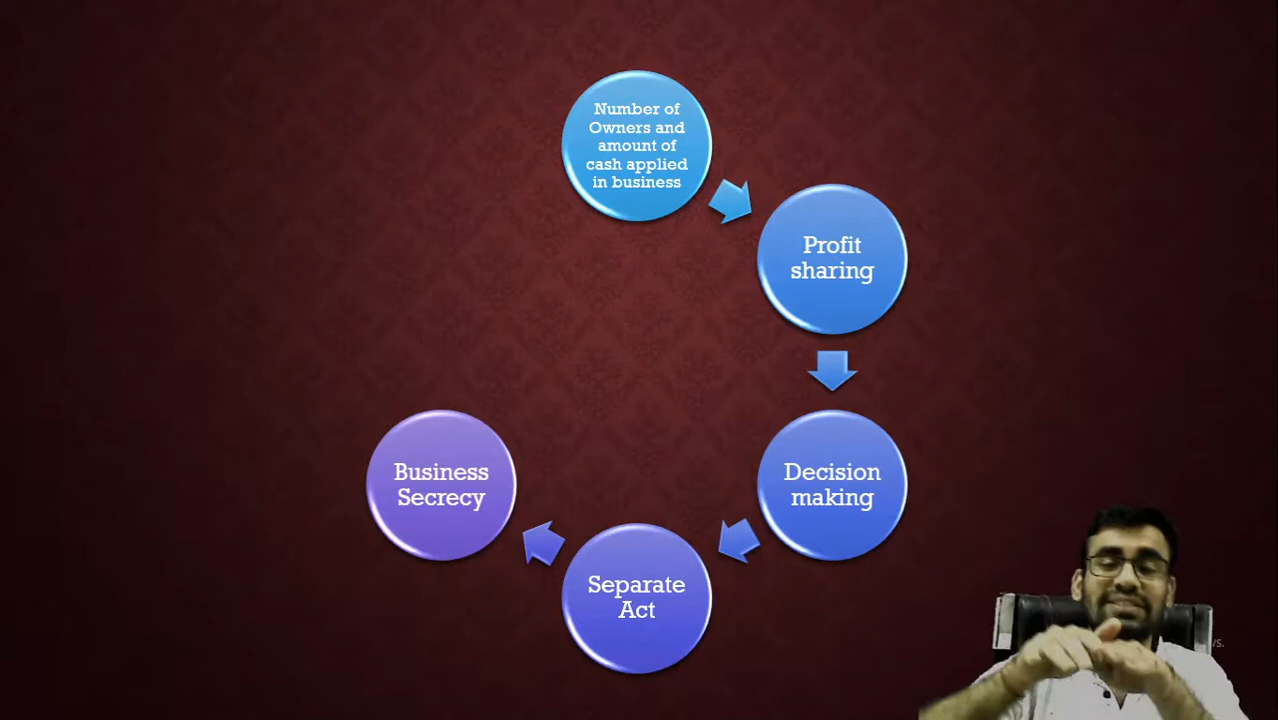 Number of
Owners and
amount of
cash applied
in business
Profit
sharing
Decision
making
Separate
Act
Business
Secrecy